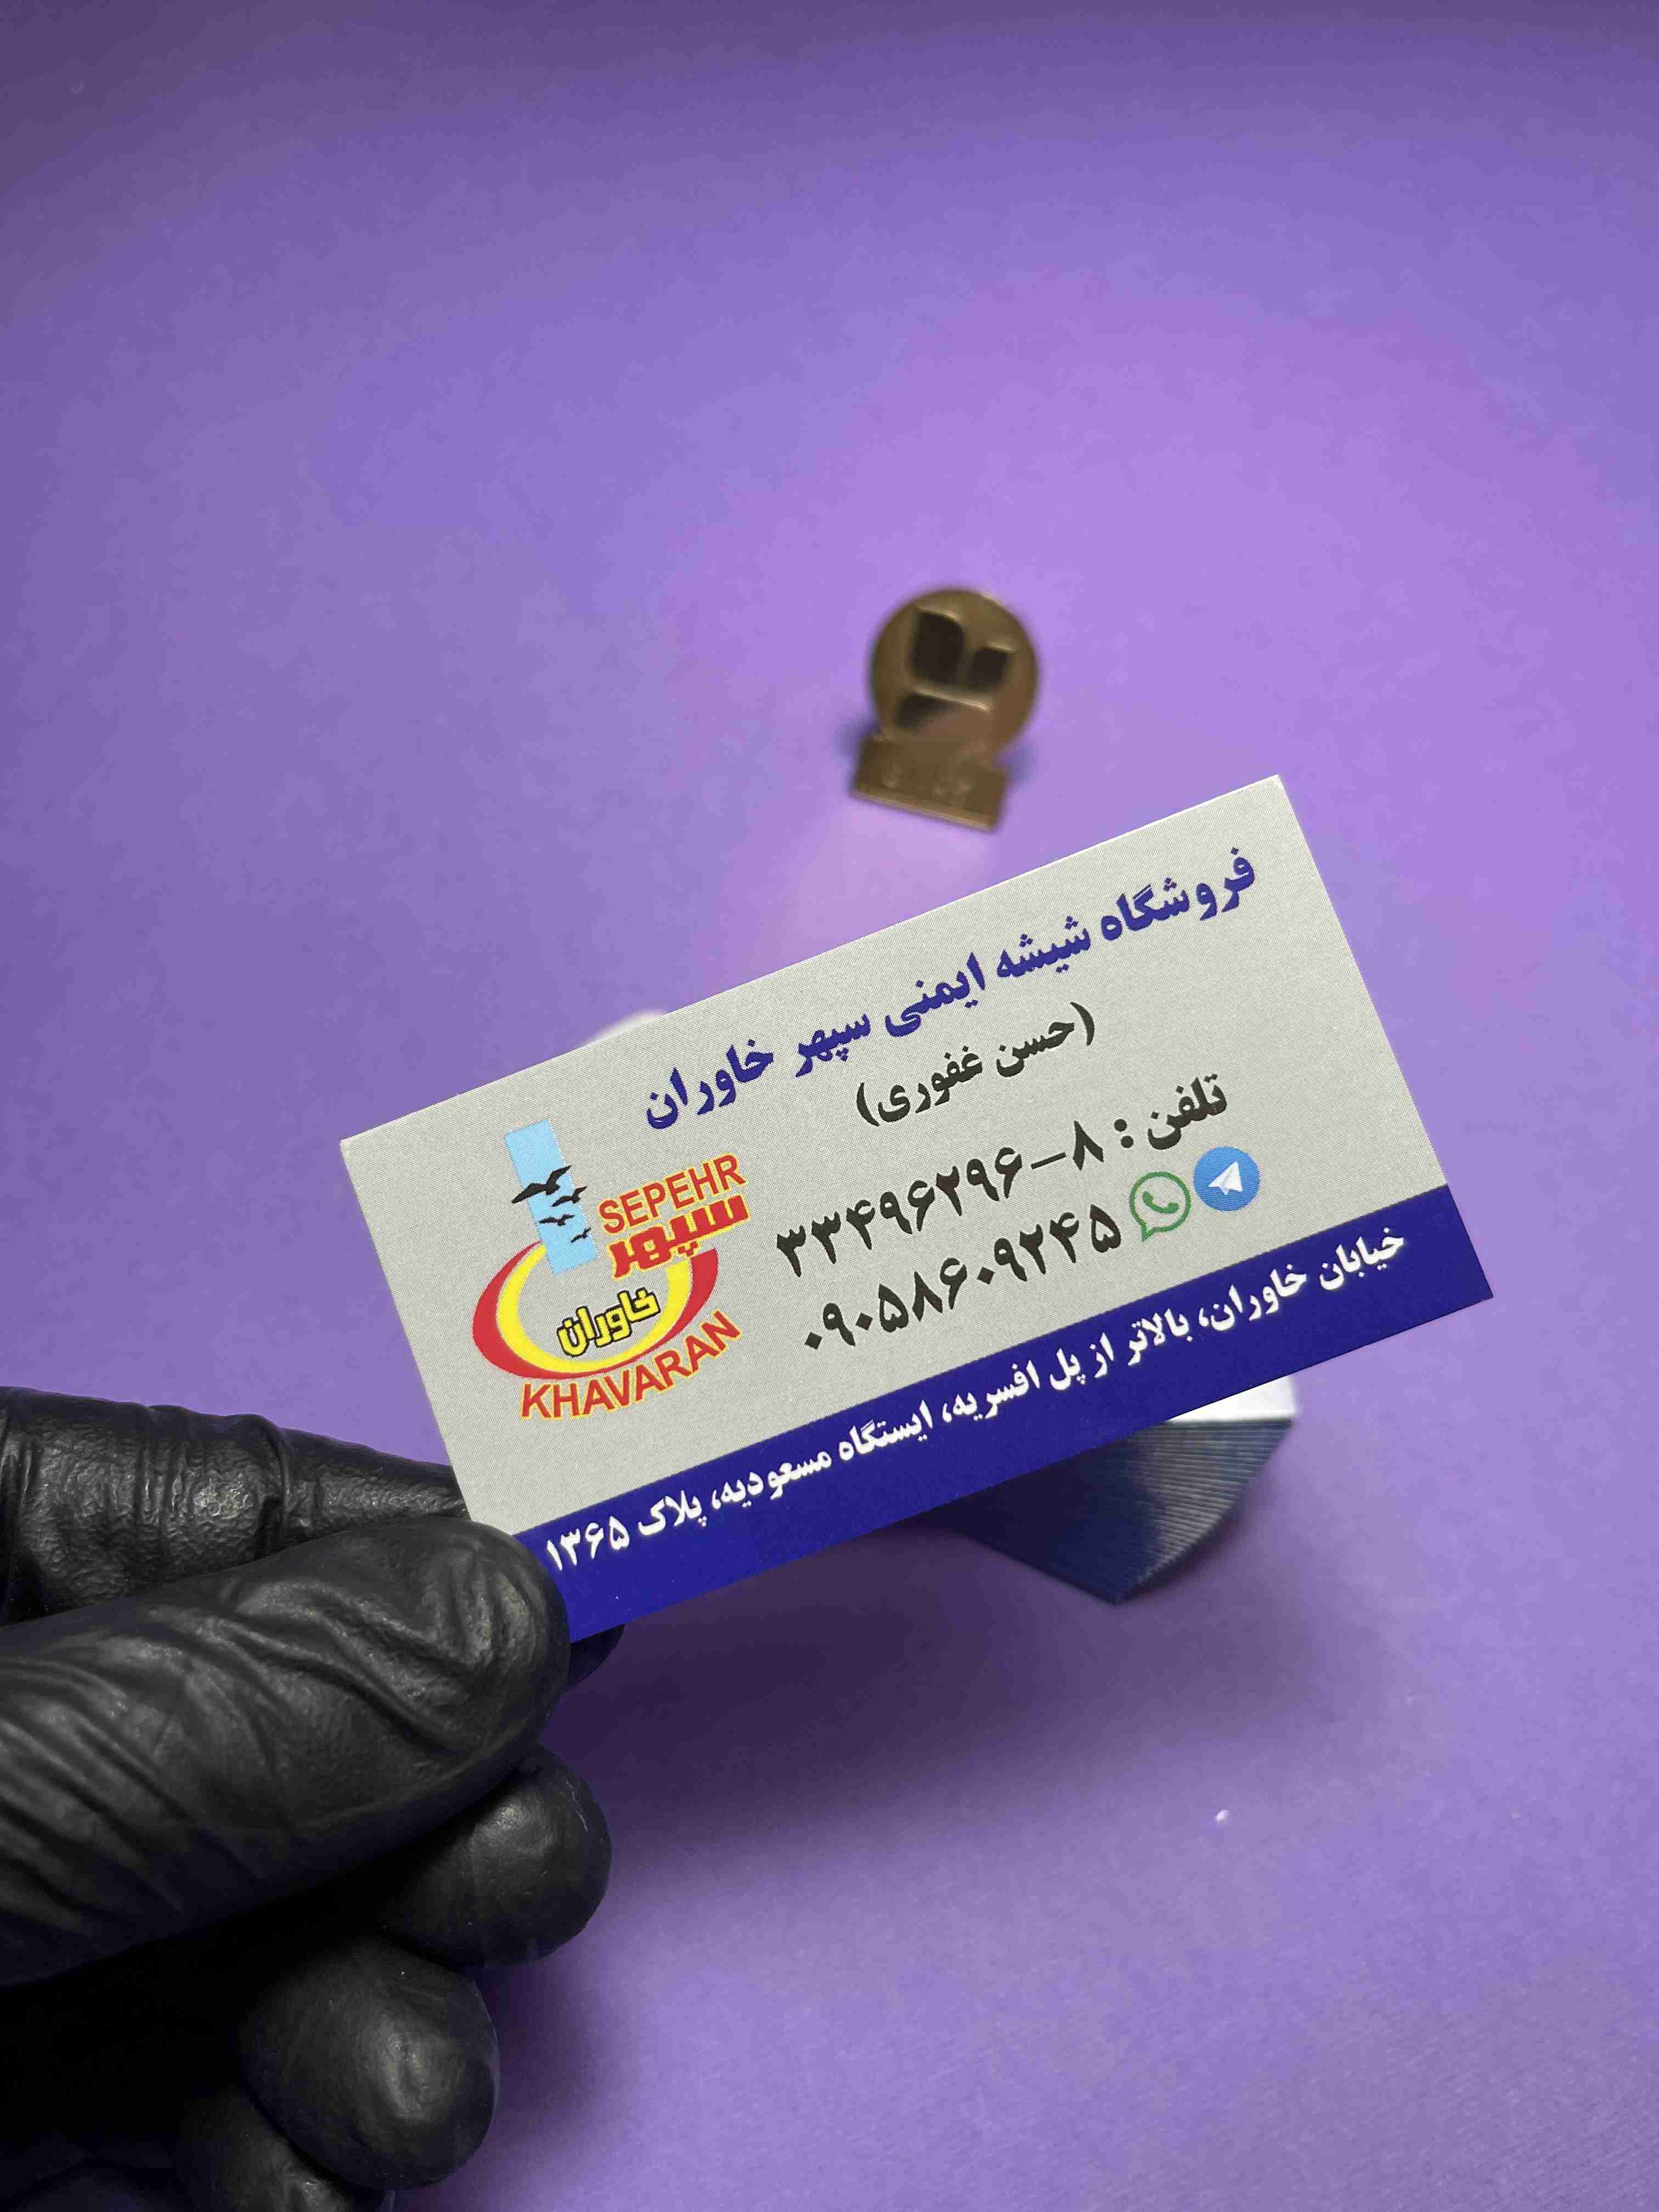 فروشگاه شیشه ایمنی سپهر خاوران
(حسن غفوری)
تلفن : ۸-۳۳۴۹۶۲۹۶
۰۹۰۵۸۶۰۹۲۴۵
SEPEHR
سپهر
خاوران
KHAVARAN
خیابان خاوران، بالاتر از پل افسریه، ایستگاه مسعودیه، پلاک ۱۳۶۵